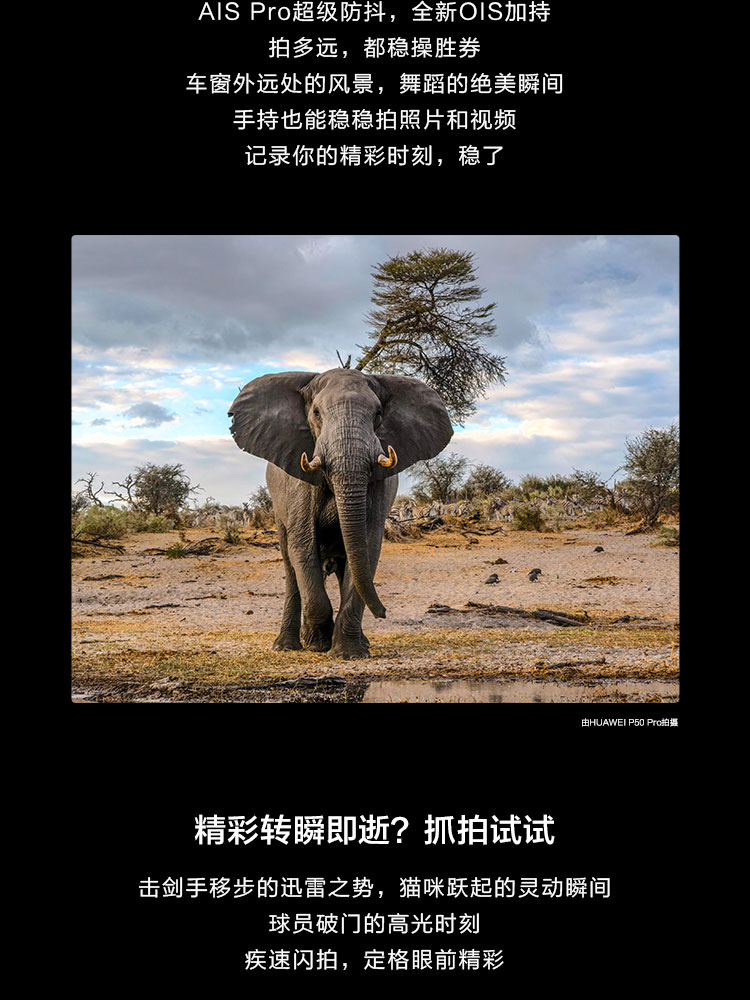 AIS Pro超级防抖，全新OIS加持
拍多远，都稳操胜券
车窗外远处的风景，舞蹈的绝美瞬间
手持也能稳稳拍照片和视频
记录你的精彩时刻，稳了
由HUAWEI P50 Pro拍摄
精彩转瞬即逝？抓拍试试
击剑手移步的迅雷之势，猫咪跃起的灵动瞬间
球员破门的高光时刻
疾速闪拍，定格眼前精彩